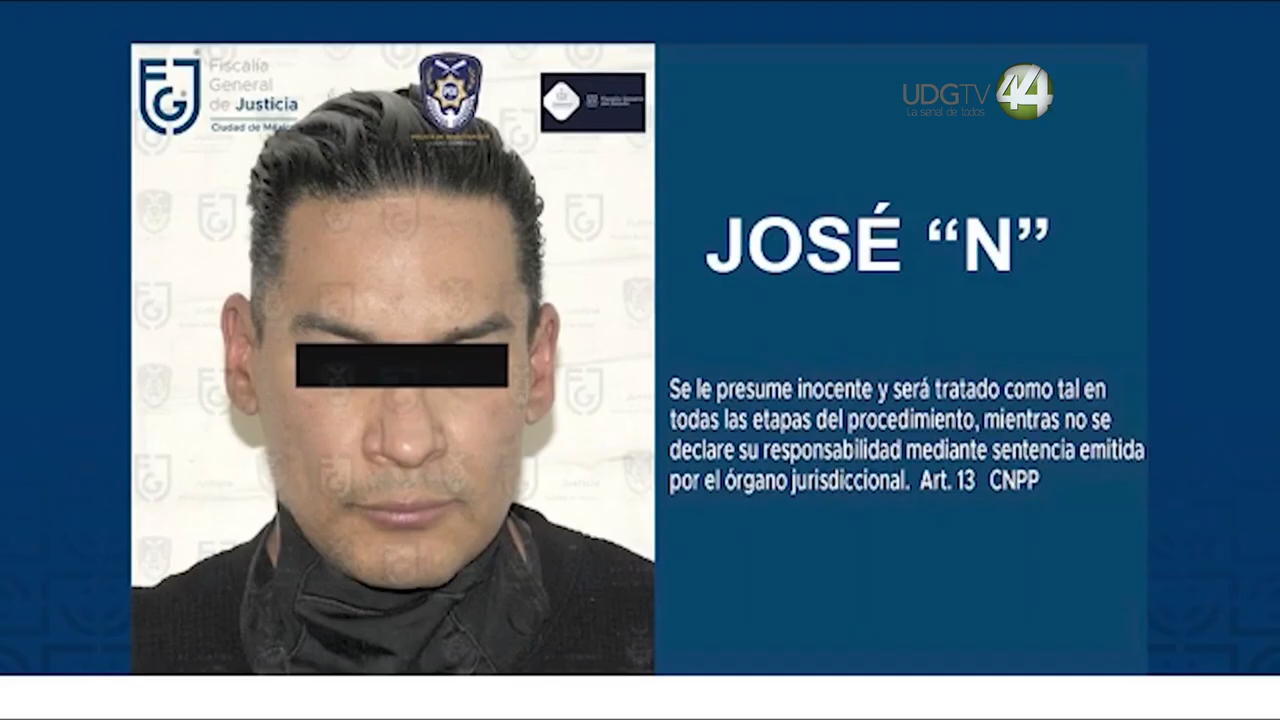 Fiscalía
General
de Justicia
Ciudad de México
UDGTV 44
La señal de todos
JOSÉ “N”
Se le presume inocente y será tratado como tal en
todas las etapas del procedimiento, mientras no se
declare su responsabilidad mediante sentencia emitida
por el órgano jurisdiccional. Art. 13 CNPP